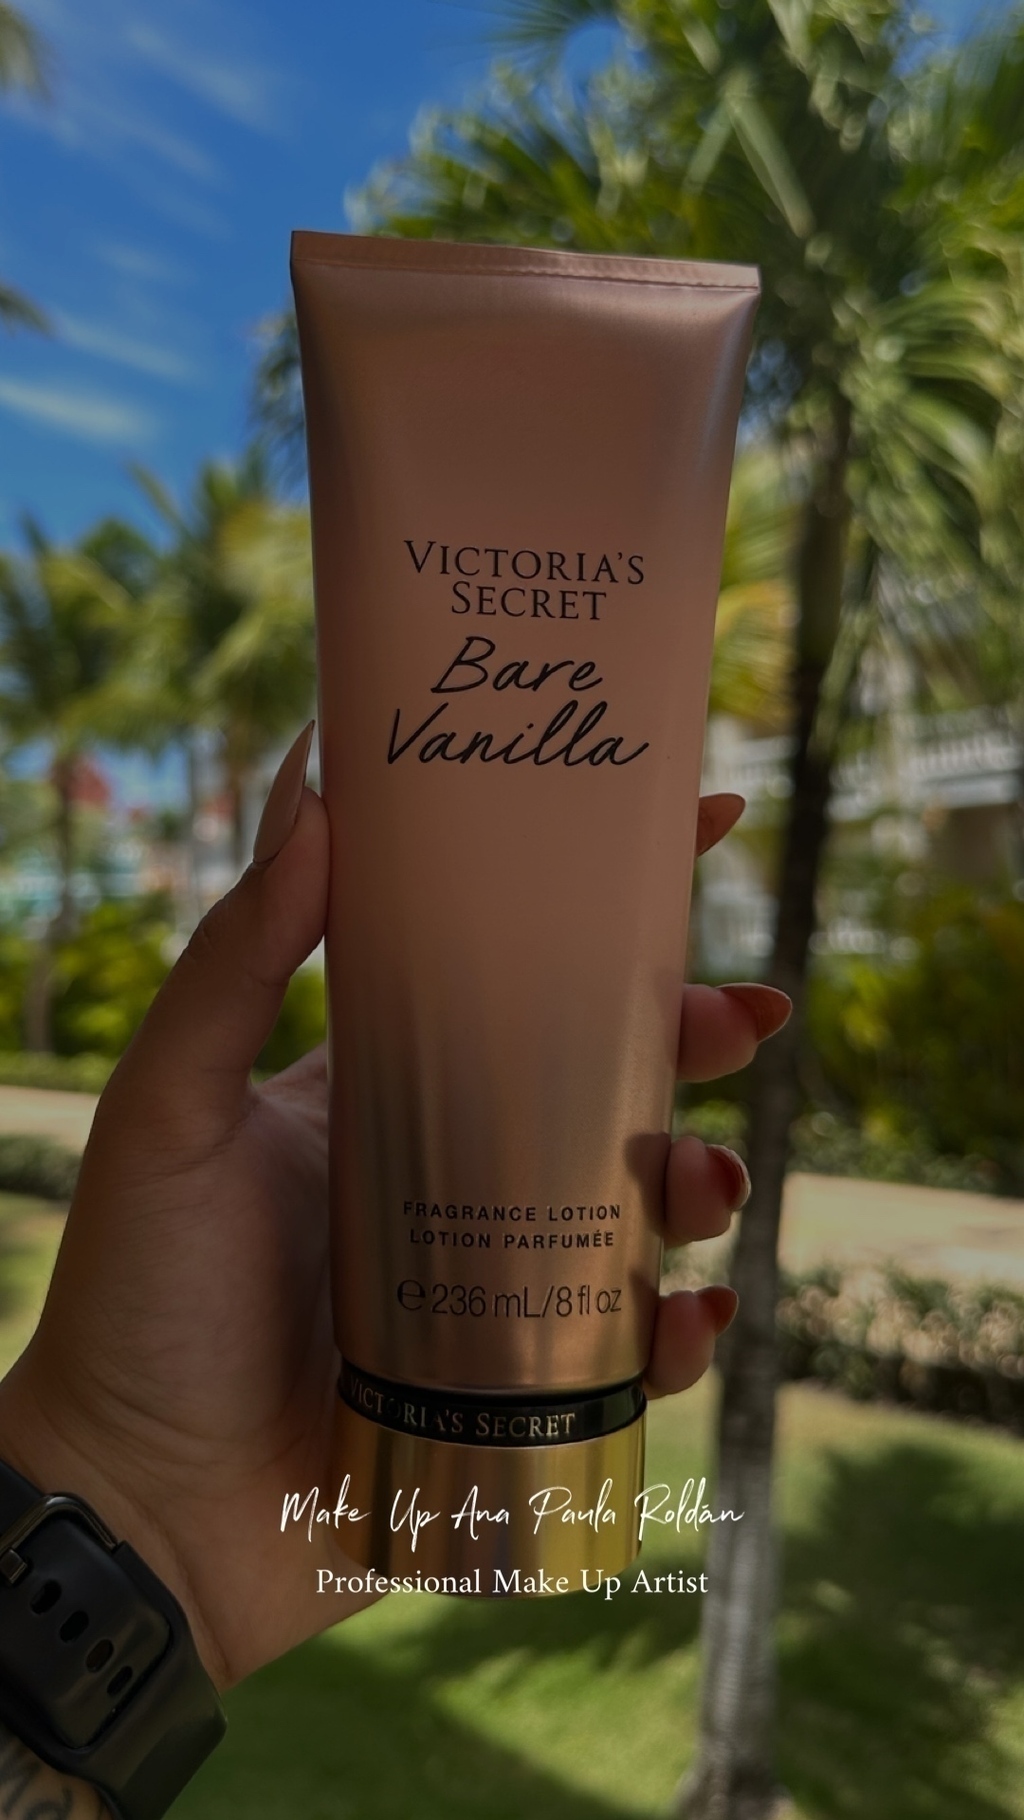 VICTORIA'S
SECRET
Bare
Vanilla
FRAGRANCE LOTION
LOTION PARFUMÉE
℮ 236 mL/8 fl oz
VICTORIA'S SECRET
Make Up Ana Paula Roldán
Professional Make Up Artist